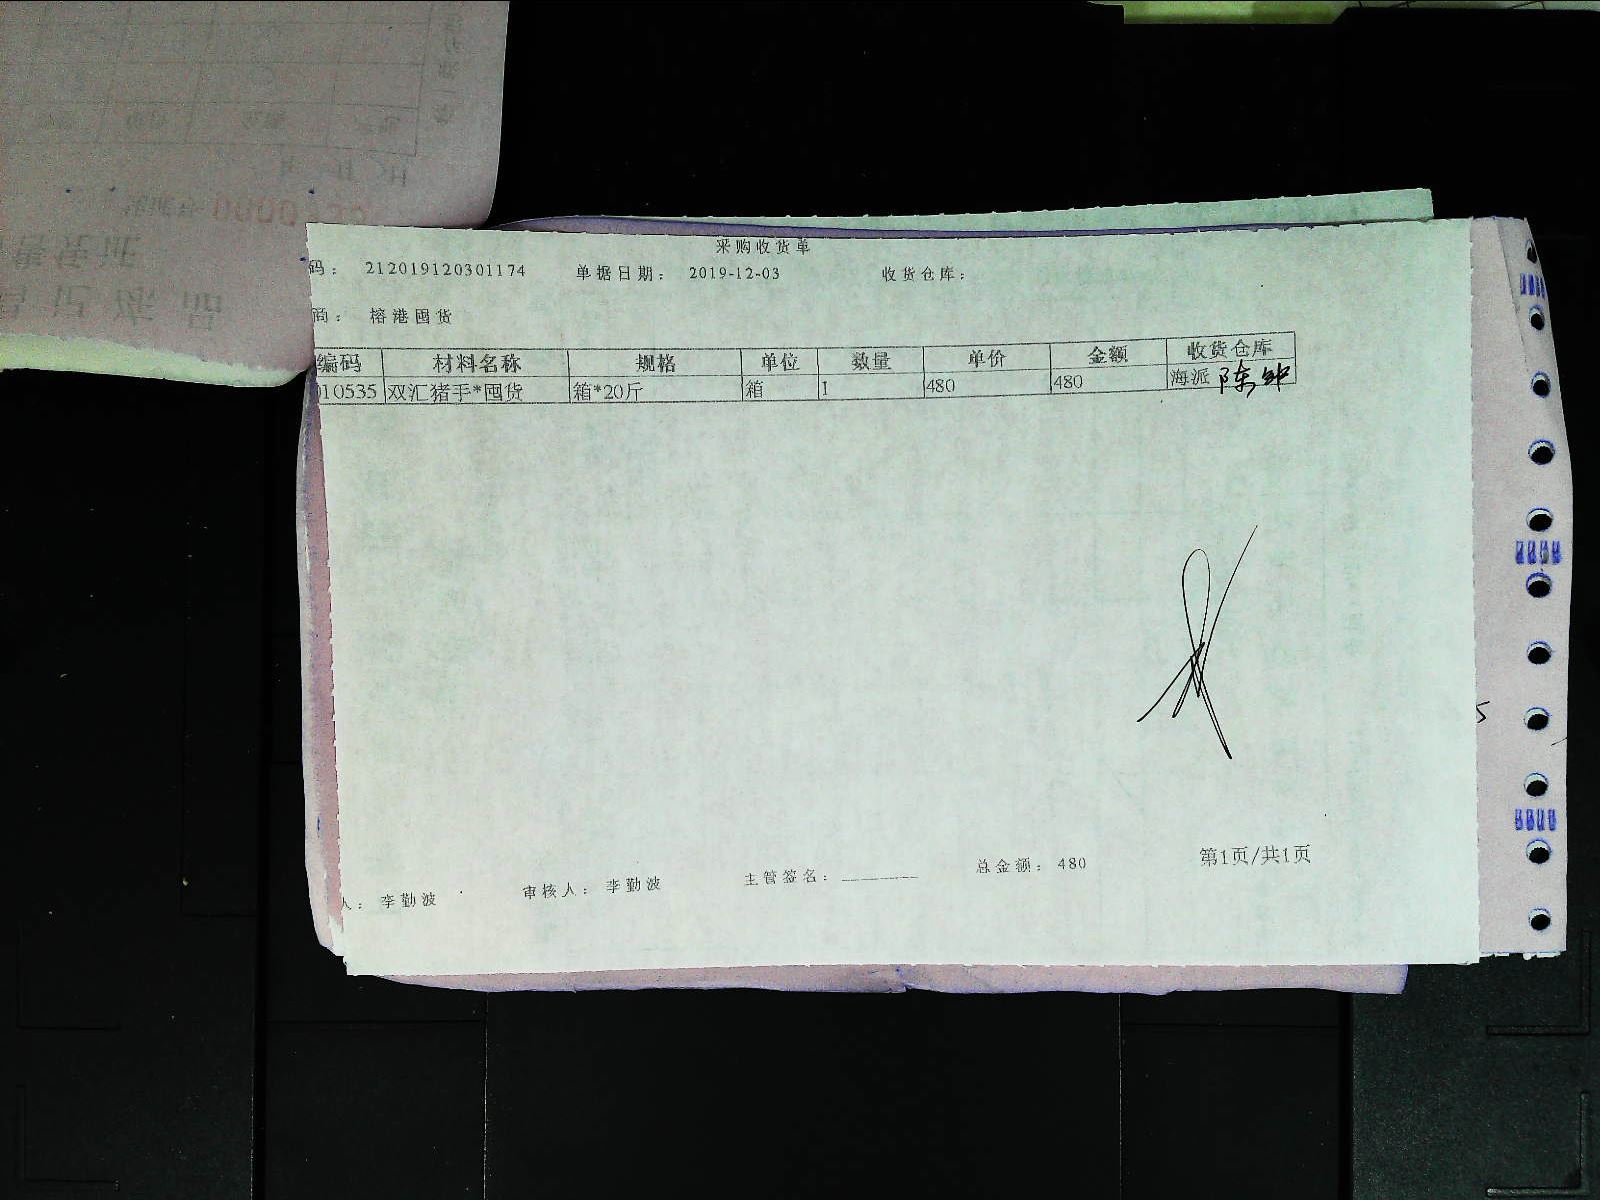 采购收货单
码： 212019120301174 单据日期： 2019-12-03 收货仓库：
商： 榕港囤货
编码 材料名称 规格 单位 数量 单价 金额 收货仓库
010535 双汇猪手*囤货 箱*20斤 箱 1 480 480 海派
人： 李勤波 审核人： 李勤波 主管签名： 总金额： 480 第1页/共1页